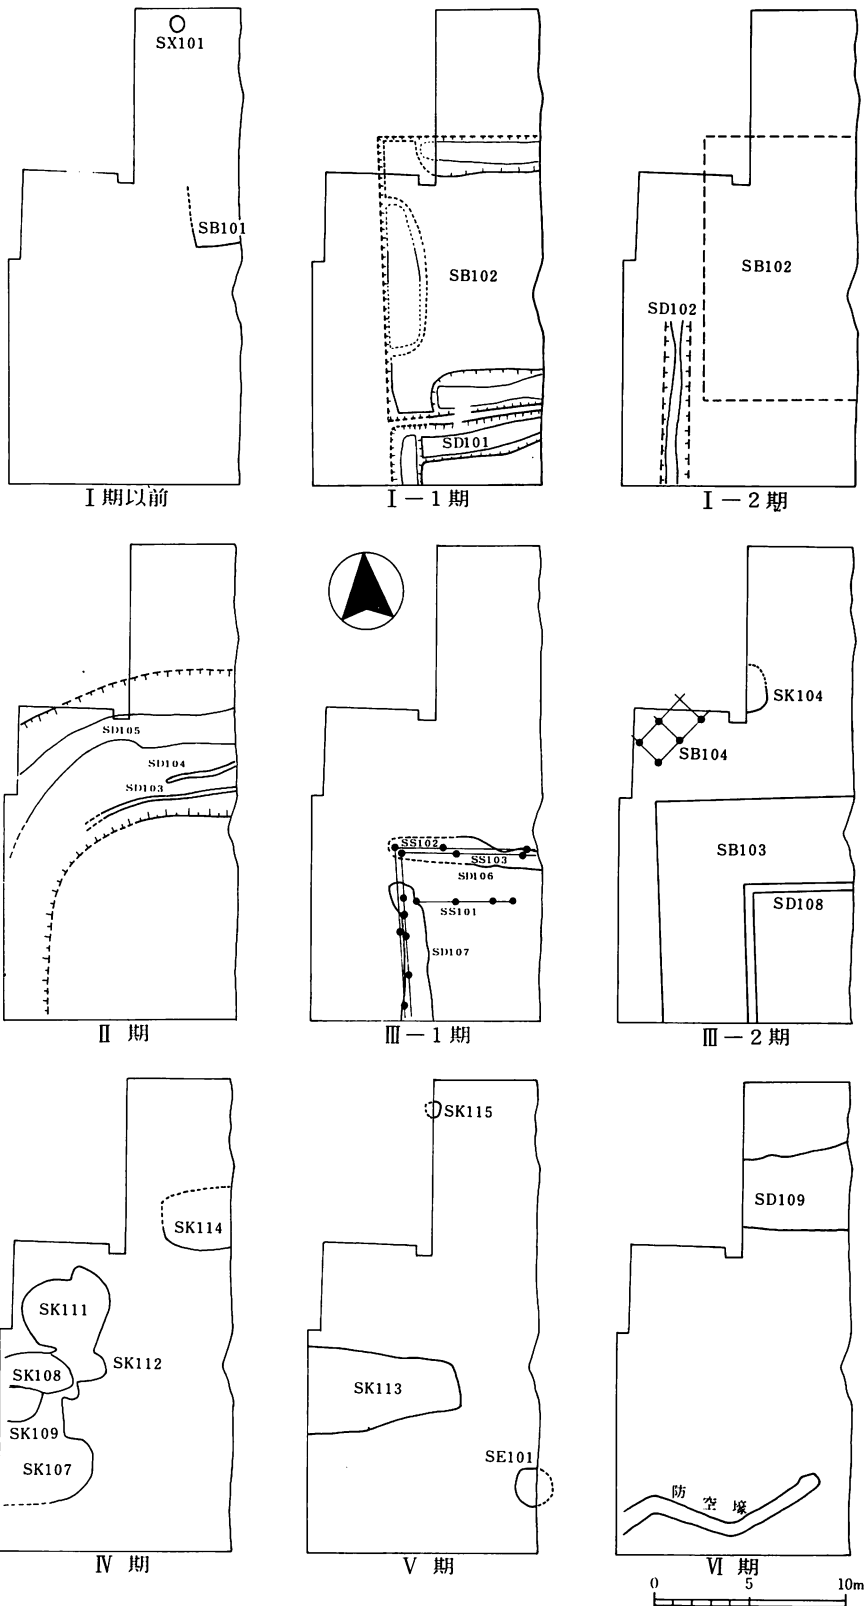 SX101
SB101
I期以前
SB102
SD101
I－1期
SB102
SD102
I－2期
SD105
SD104
SD103
II 期
SS102
SS103
SD106
SS101
SD107
III－1期
SK104
SB104
SB103
SD108
III－2期
SK114
SK111
SK112
SK108
SK109
SK107
IV 期
SK115
SK113
SE101
V 期
SD109
防空壕
VI 期
0 5 10m